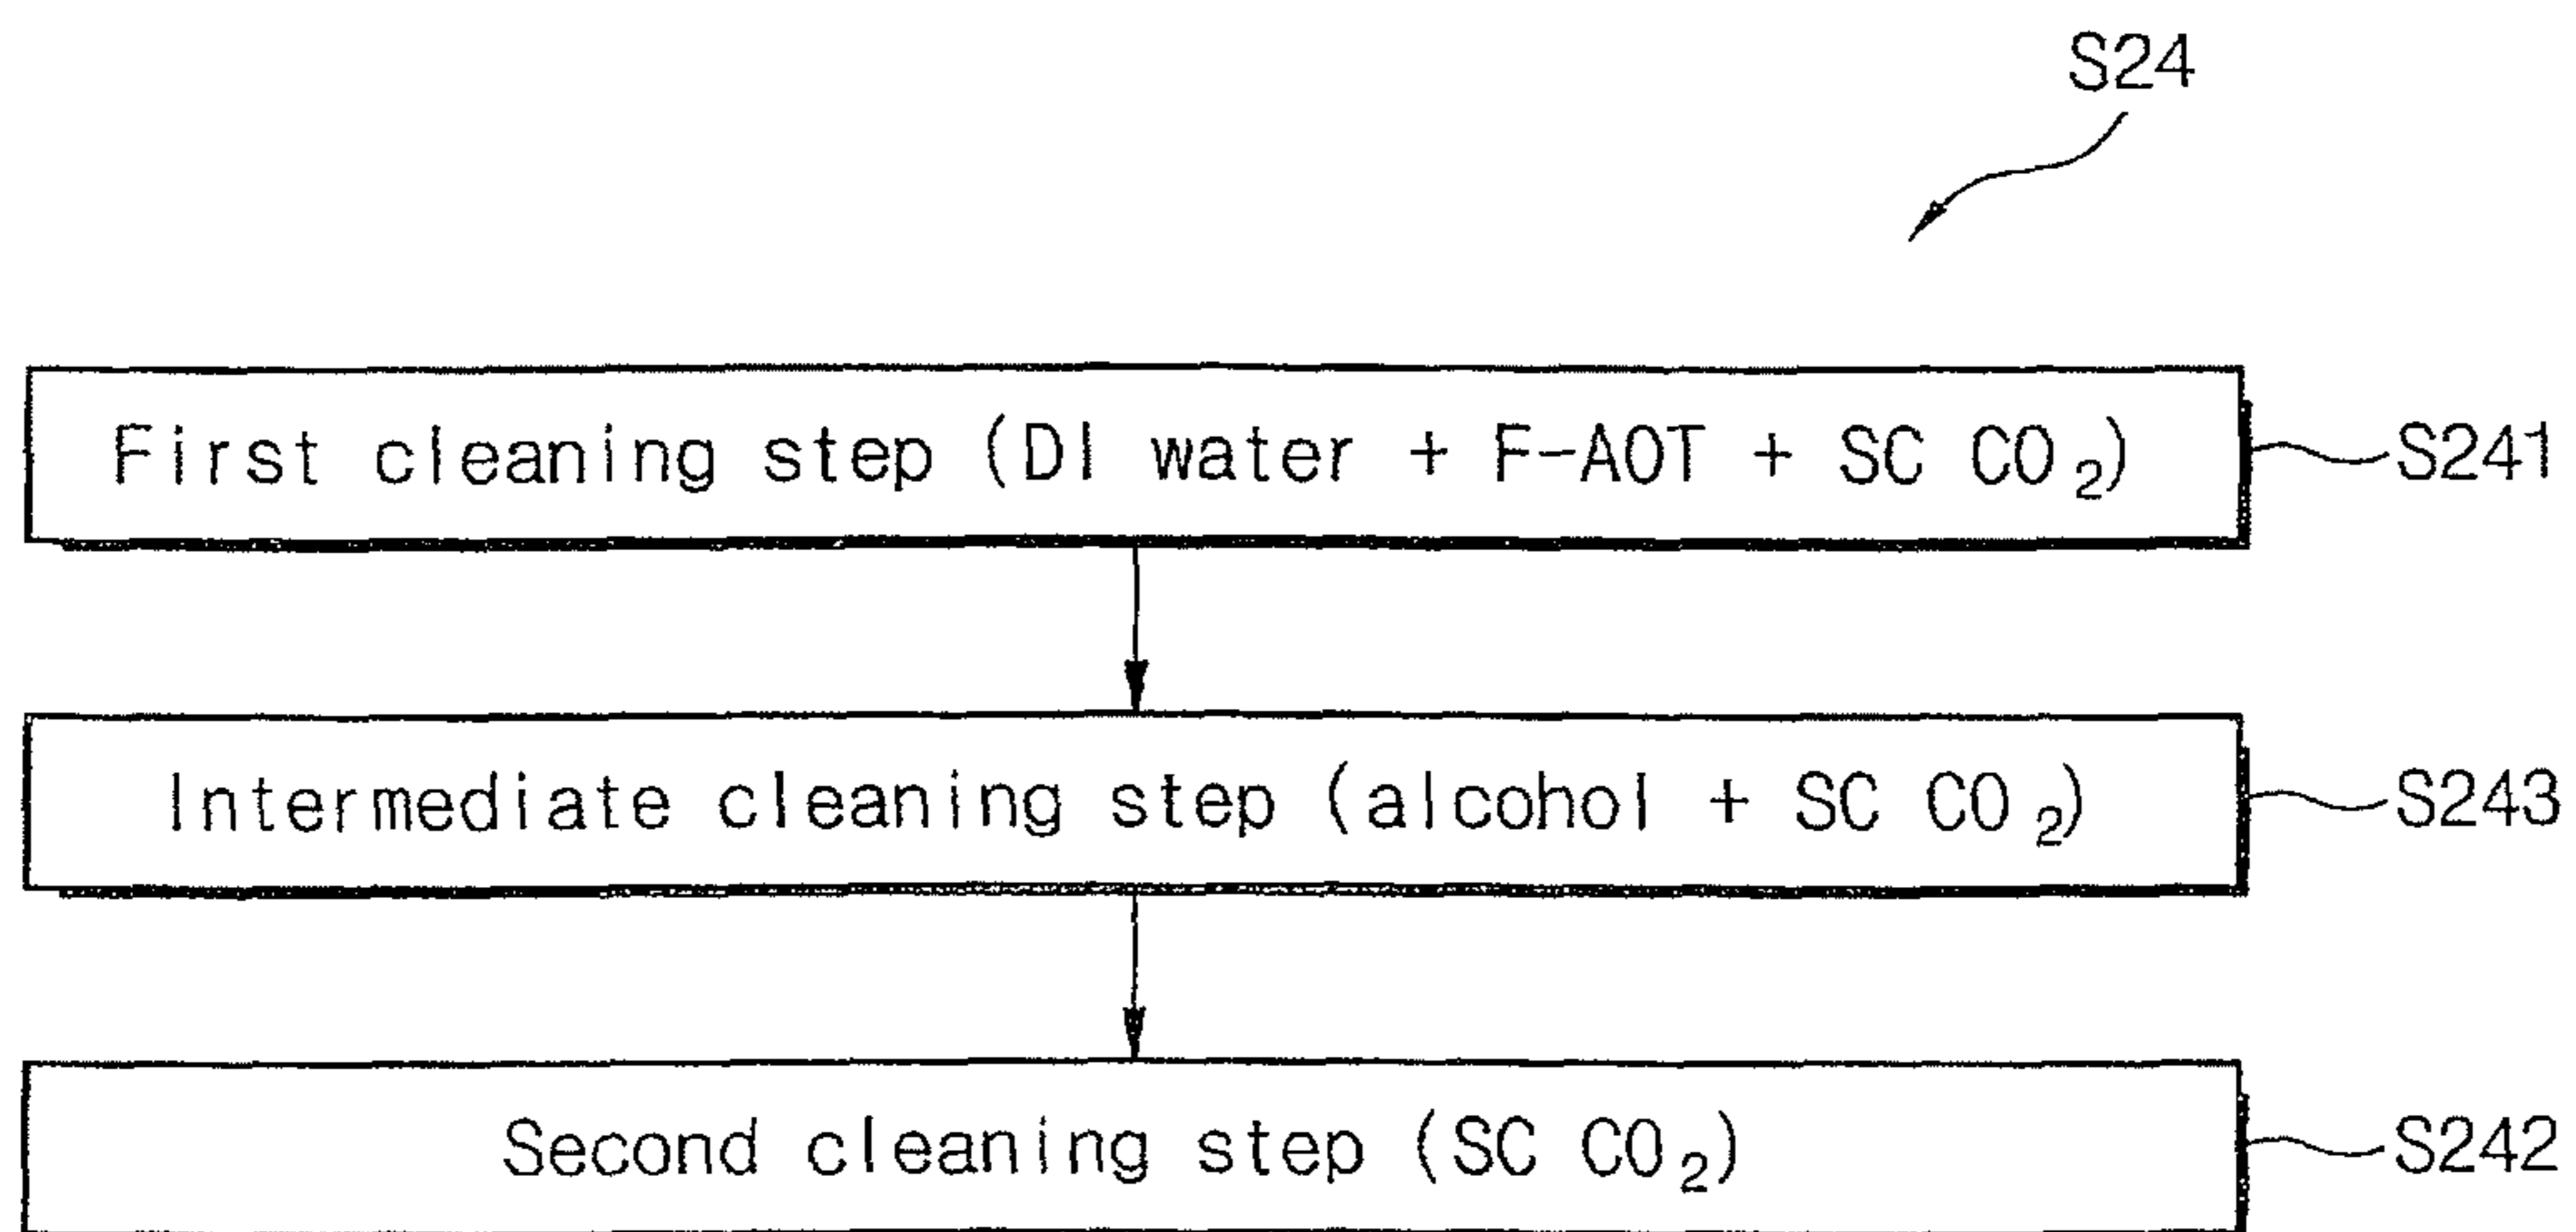 S24
First cleaning step (DI water + F-AOT + SC CO₂) S241
Intermediate cleaning step (alcohol + SC CO₂) S243
Second cleaning step (SC CO₂) S242